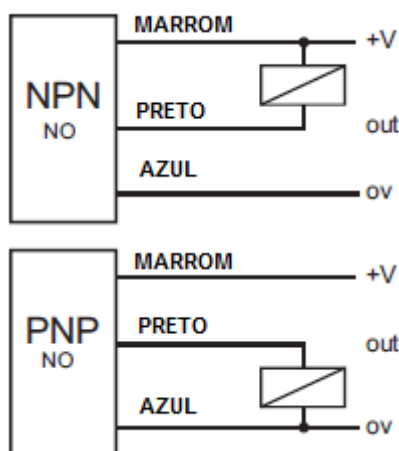 MARROM
+V
NPN
NO
PRETO
out
AZUL
ov
MARROM
+V
PNP
NO
PRETO
out
AZUL
ov